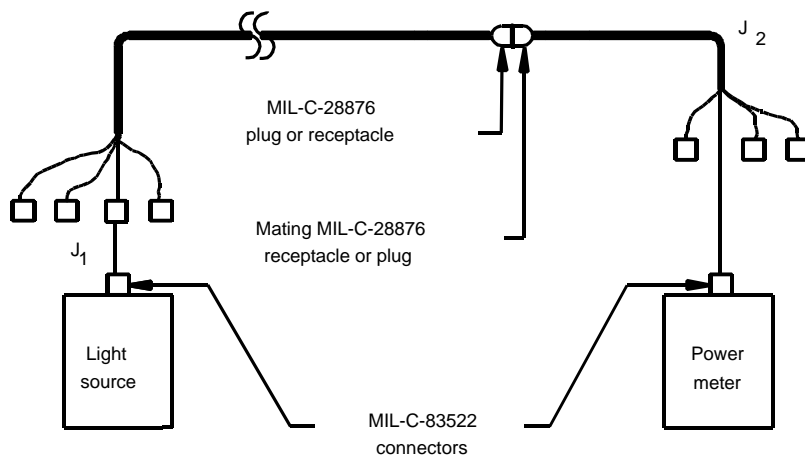 J 2
MIL-C-28876
plug or receptacle
Mating MIL-C-28876
receptacle or plug
J1
Light
source
Power
meter
MIL-C-83522
connectors